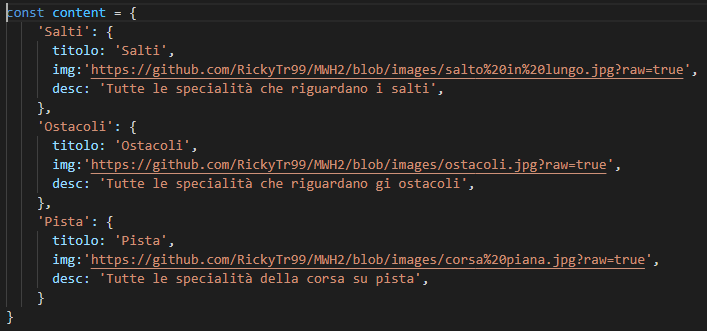 const content = {
'Salti': {
titolo: 'Salti',
img:'https://github.com/RickyTr99/MWH2/blob/images/salto%20in%20lungo.jpg?raw=true',
desc: 'Tutte le specialità che riguardano i salti',
},
'Ostacoli': {
titolo: 'Ostacoli',
img:'https://github.com/RickyTr99/MWH2/blob/images/ostacoli.jpg?raw=true',
desc: 'Tutte le specialità che riguardano gi ostacoli',
},
'Pista': {
titolo: 'Pista',
img:'https://github.com/RickyTr99/MWH2/blob/images/corsa%20piana.jpg?raw=true',
desc: 'Tutte le specialità della corsa su pista',
}
}